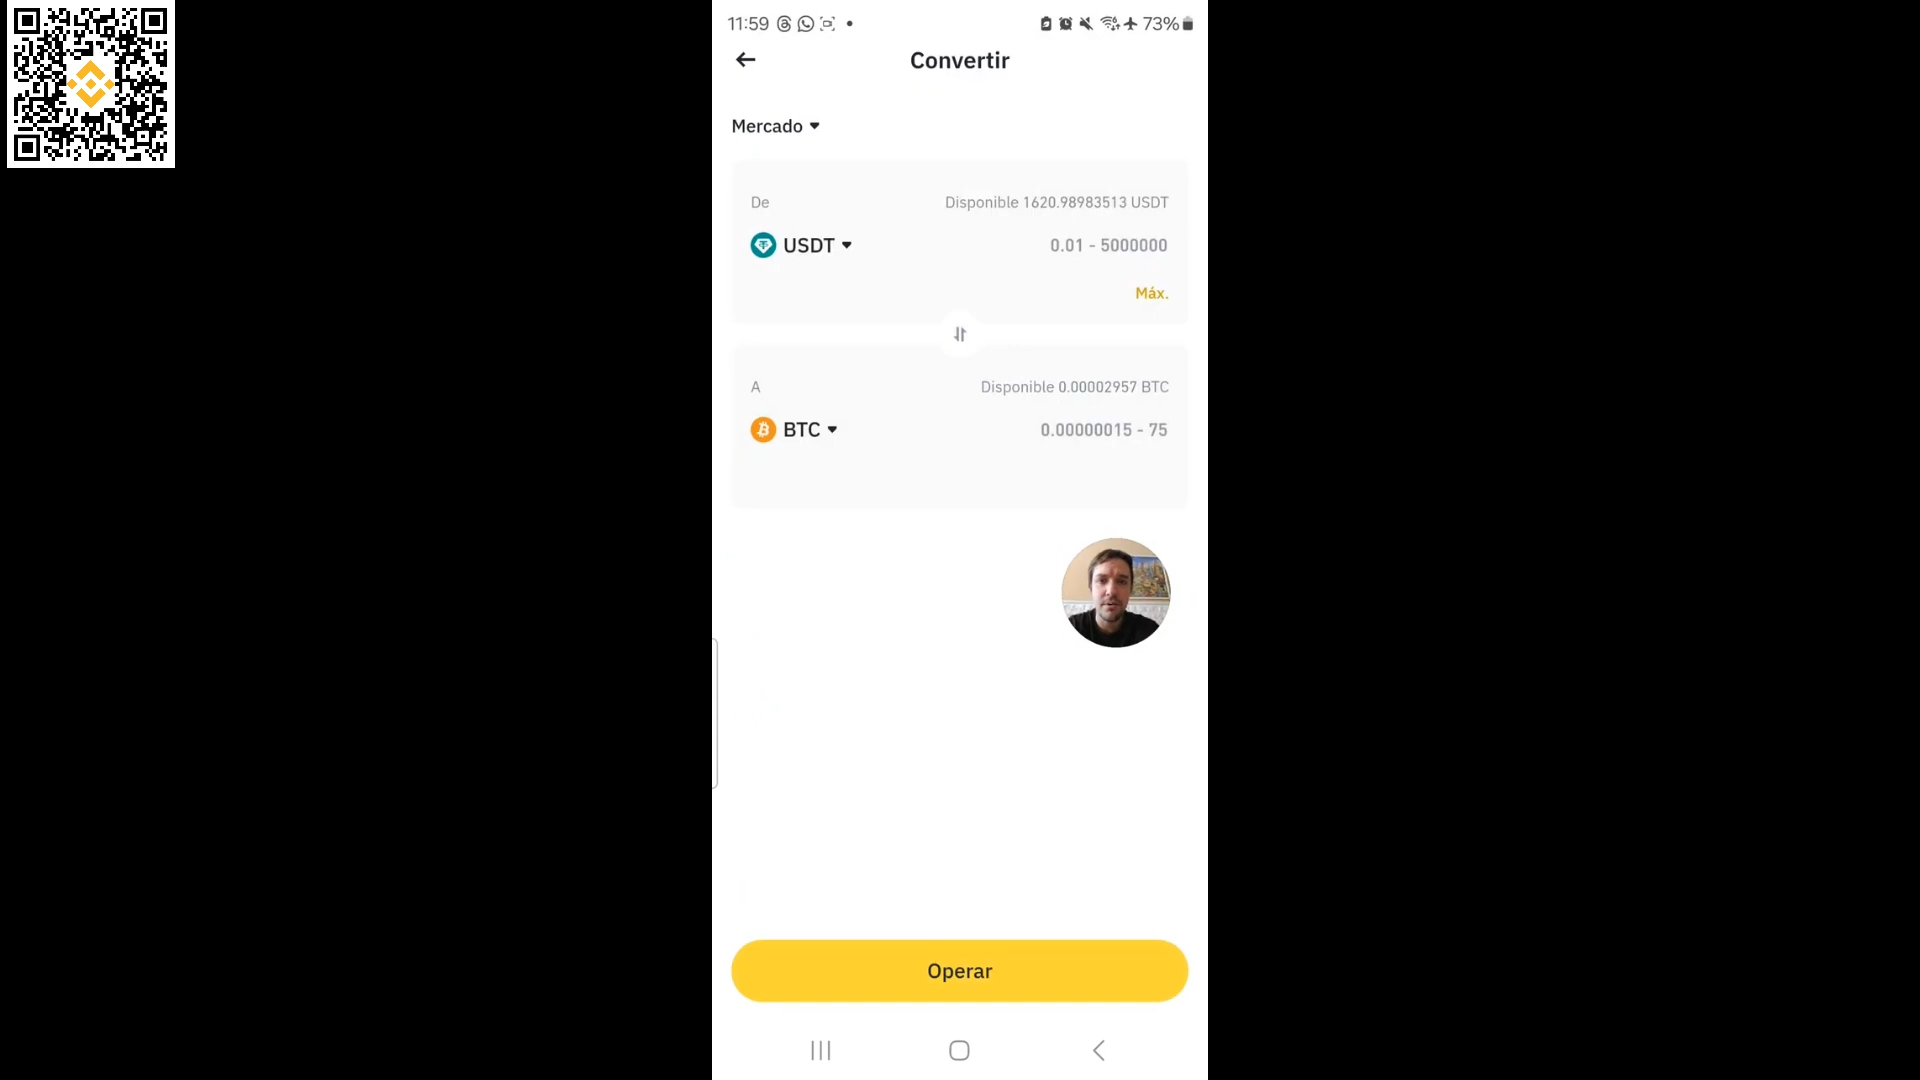 11:59
73%
Convertir
Mercado
De
Disponible 1620.98983513 USDT
USDT
0.01 - 5000000
Máx.
A
Disponible 0.00002957 BTC
BTC
0.00000015 - 75
Operar